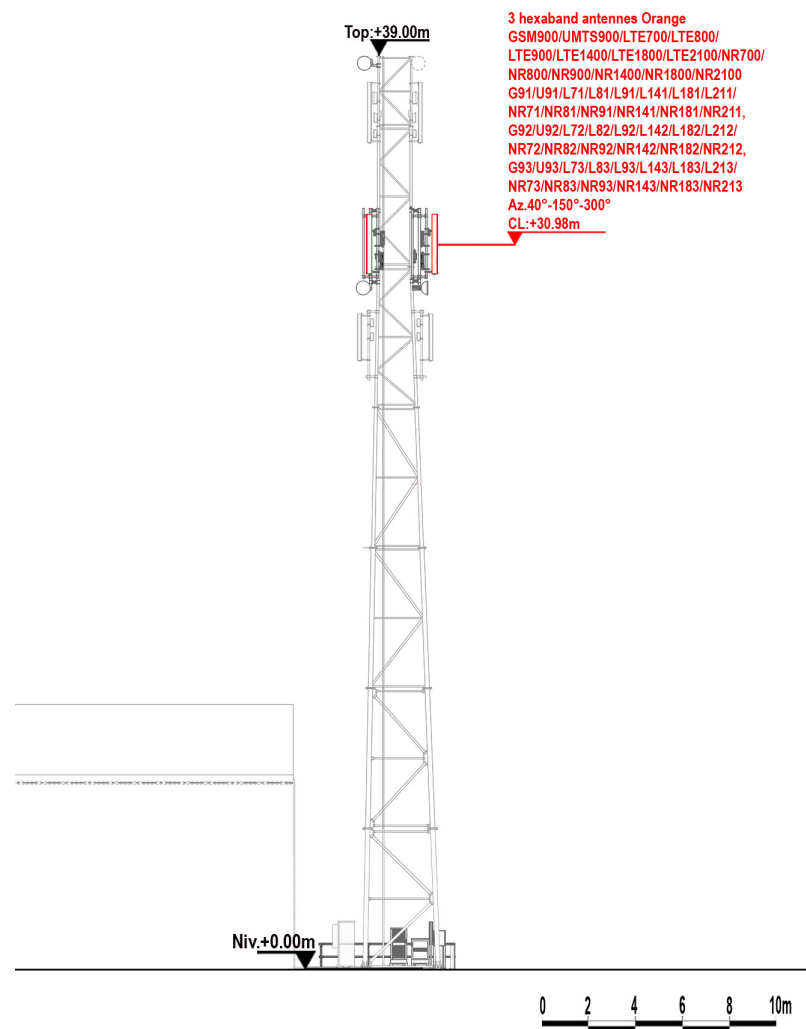 Top:+39.00m
3 hexaband antennes Orange
GSM900/UMTS900/LTE700/LTE800/
LTE900/LTE1400/LTE1800/LTE2100/NR700/
NR800/NR900/NR1400/NR1800/NR2100
G91/U91/L71/L81/L91/L141/L181/L211/
NR71/NR81/NR91/NR141/NR181/NR211,
G92/U92/L72/L82/L92/L142/L182/L212/
NR72/NR82/NR92/NR142/NR182/NR212,
G93/U93/L73/L83/L93/L143/L183/L213/
NR73/NR83/NR93/NR143/NR183/NR213
Az.40°-150°-300°
CL:+30.98m
Niv.+0.00m
0 2 4 6 8 10m